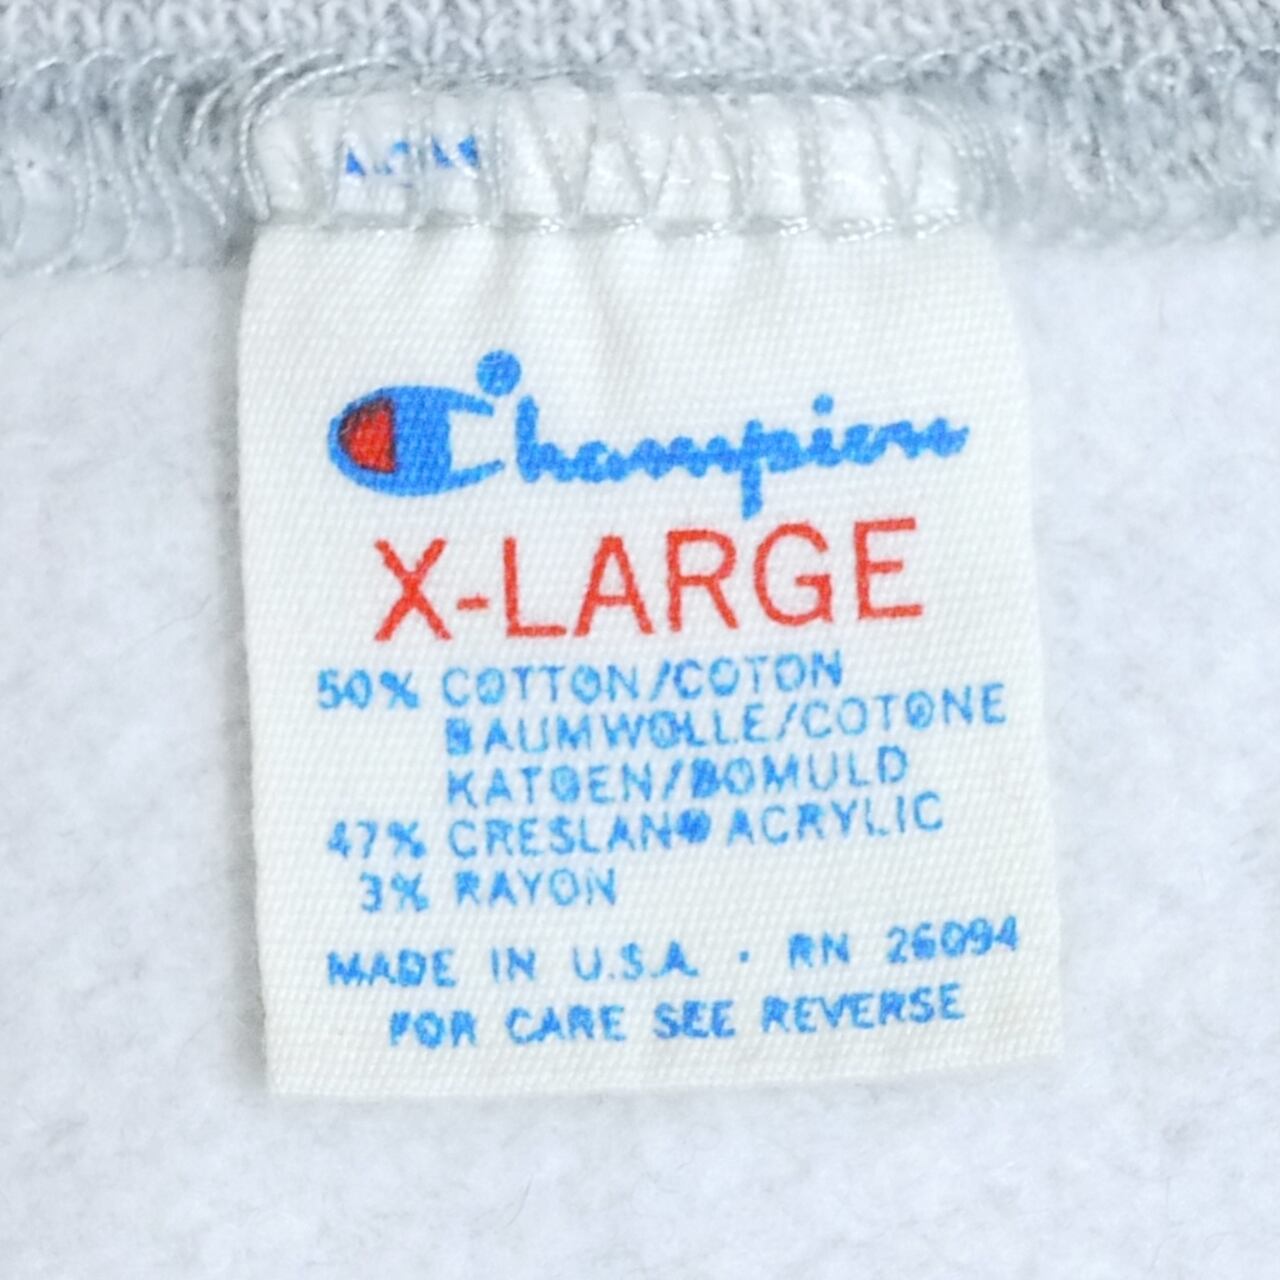 Champion
X-LARGE
50% COTTON/COTON
BAUMWOLLE/COTONE
KATOEN/BOMULD
47% CRESLAN® ACRYLIC
3% RAYON
MADE IN U.S.A. · RN 26094
FOR CARE SEE REVERSE